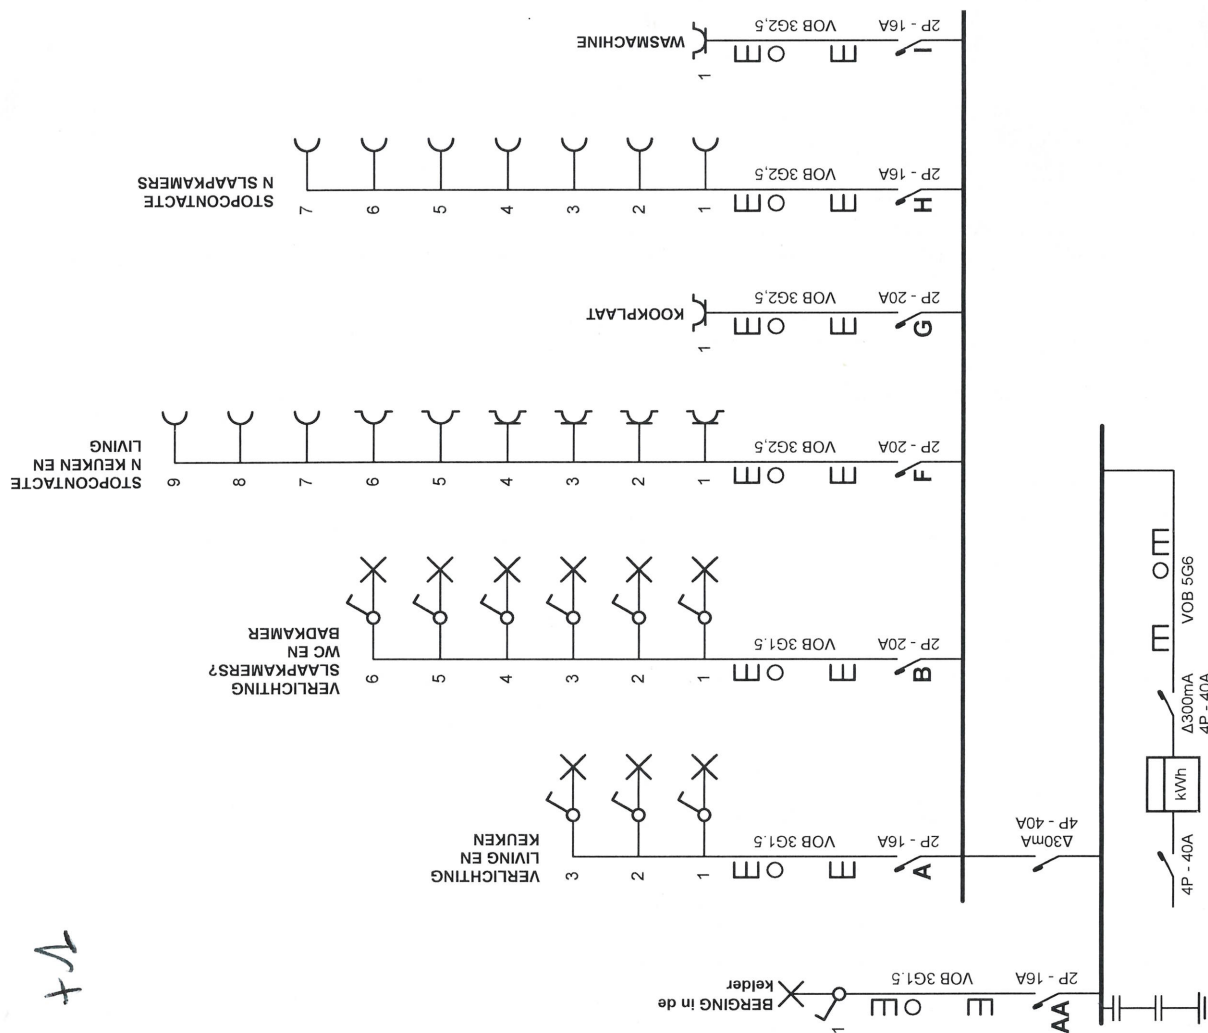 +1
BERGING in de
kelder
1
VOB 3G1.5
2P - 16A
AA
VERLICHTING
LIVING EN
KEUKEN
3
2
1
VOB 3G1.5
2P - 16A
A
Δ30mA
4P - 40A
VERLICHTING
SLAAPKAMERS?
WC EN
BADKAMER
6
5
4
3
2
1
VOB 3G1.5
2P - 20A
B
STOPCONTACTE
N KEUKEN EN
LIVING
9
8
7
6
5
4
3
2
1
VOB 3G2,5
2P - 20A
F
KOOKPLAAT
1
VOB 3G2,5
2P - 20A
G
STOPCONTACTE
N SLAAPKAMERS
7
6
5
4
3
2
1
VOB 3G2,5
2P - 16A
H
WASMACHINE
1
VOB 3G2,5
2P - 16A
I
4P - 40A
kWh
Δ300mA
4P - 40A
VOB 5G6